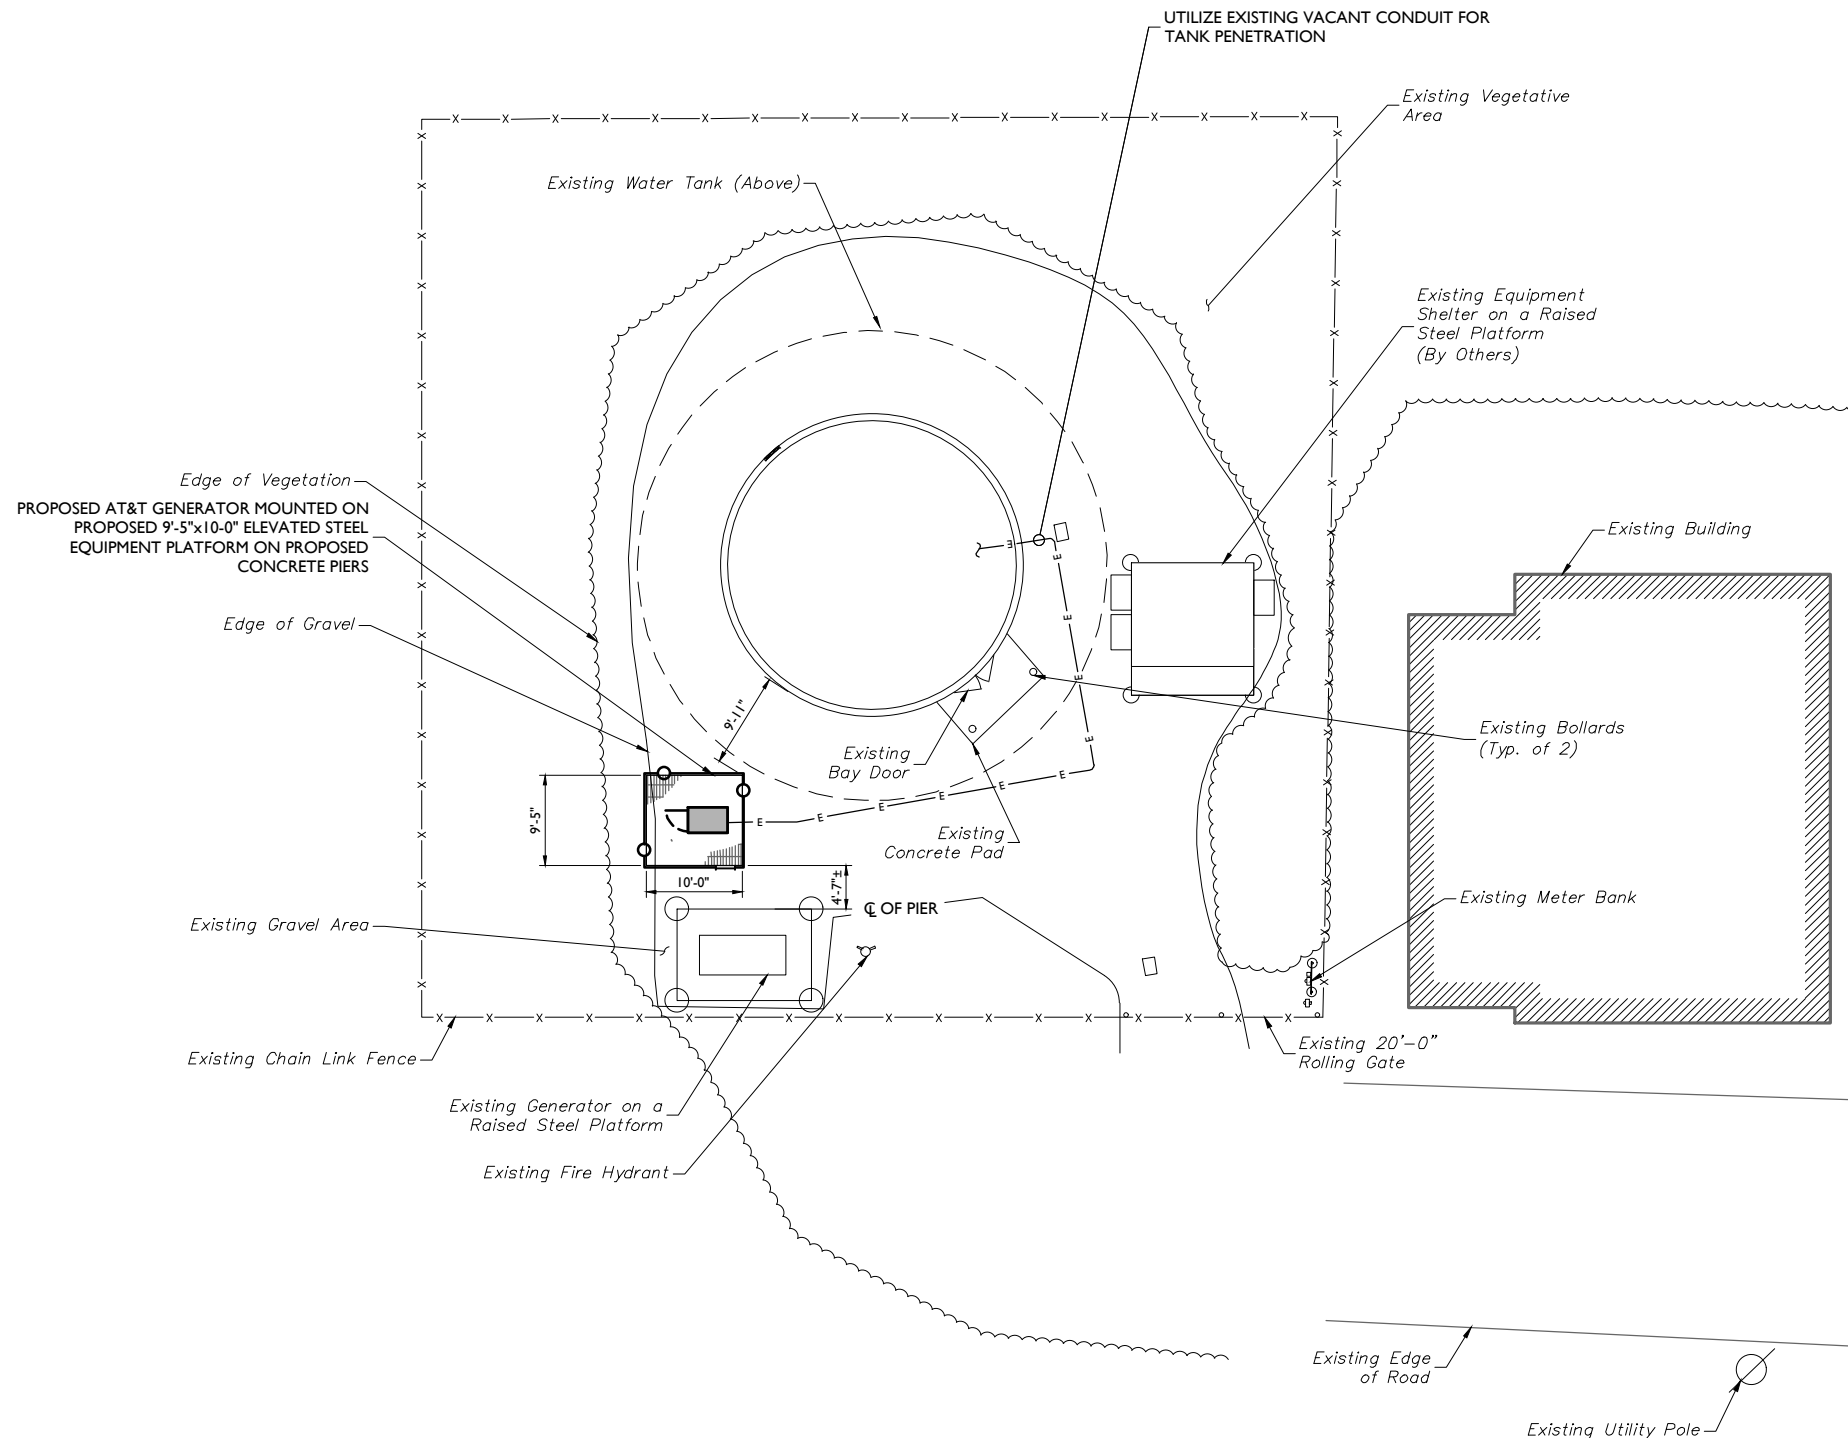 UTILIZE EXISTING VACANT CONDUIT FOR
TANK PENETRATION
Existing Vegetative
Area
Existing Water Tank (Above)
Existing Equipment
Shelter on a Raised
Steel Platform
(By Others)
Edge of Vegetation
PROPOSED AT&T GENERATOR MOUNTED ON
PROPOSED 9'-5"x10-0" ELEVATED STEEL
EQUIPMENT PLATFORM ON PROPOSED
CONCRETE PIERS
Existing Building
Edge of Gravel
9'-11"
Existing Bollards
(Typ. of 2)
Existing
Bay Door
9'-5"
Existing
Concrete Pad
10'-0"
4'-7"±
℄ OF PIER
Existing Meter Bank
Existing Gravel Area
Existing Chain Link Fence
Existing 20'-0"
Rolling Gate
Existing Generator on a
Raised Steel Platform
Existing Fire Hydrant
Existing Edge
of Road
Existing Utility Pole